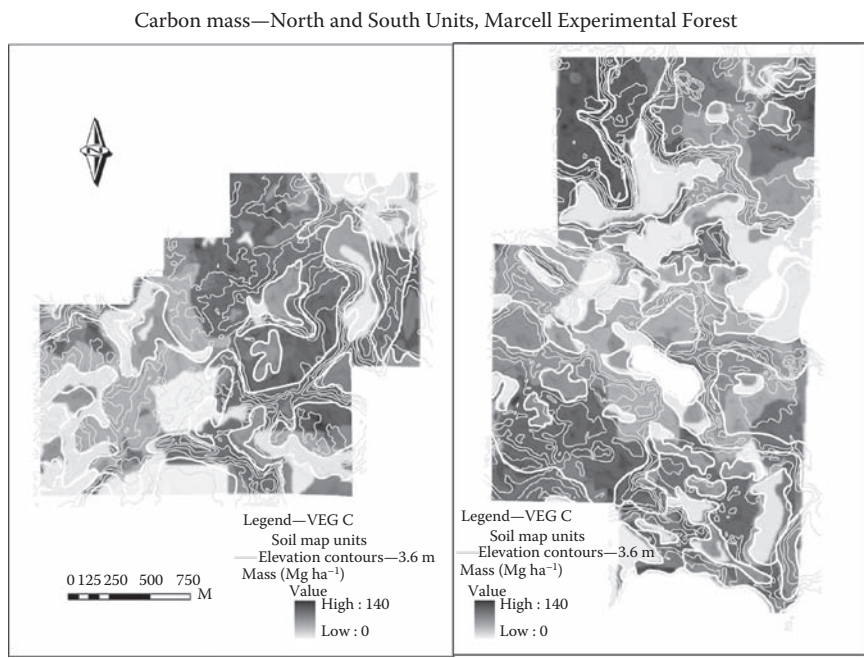 Carbon mass—North and South Units, Marcell Experimental Forest
N
Legend—VEG C
Soil map units
Elevation contours—3.6 m
Mass (Mg ha⁻¹)
Value
High : 140
Low : 0
0 125 250 500 750
M
Legend—VEG C
Soil map units
Elevation contours—3.6 m
Mass (Mg ha⁻¹)
Value
High : 140
Low : 0